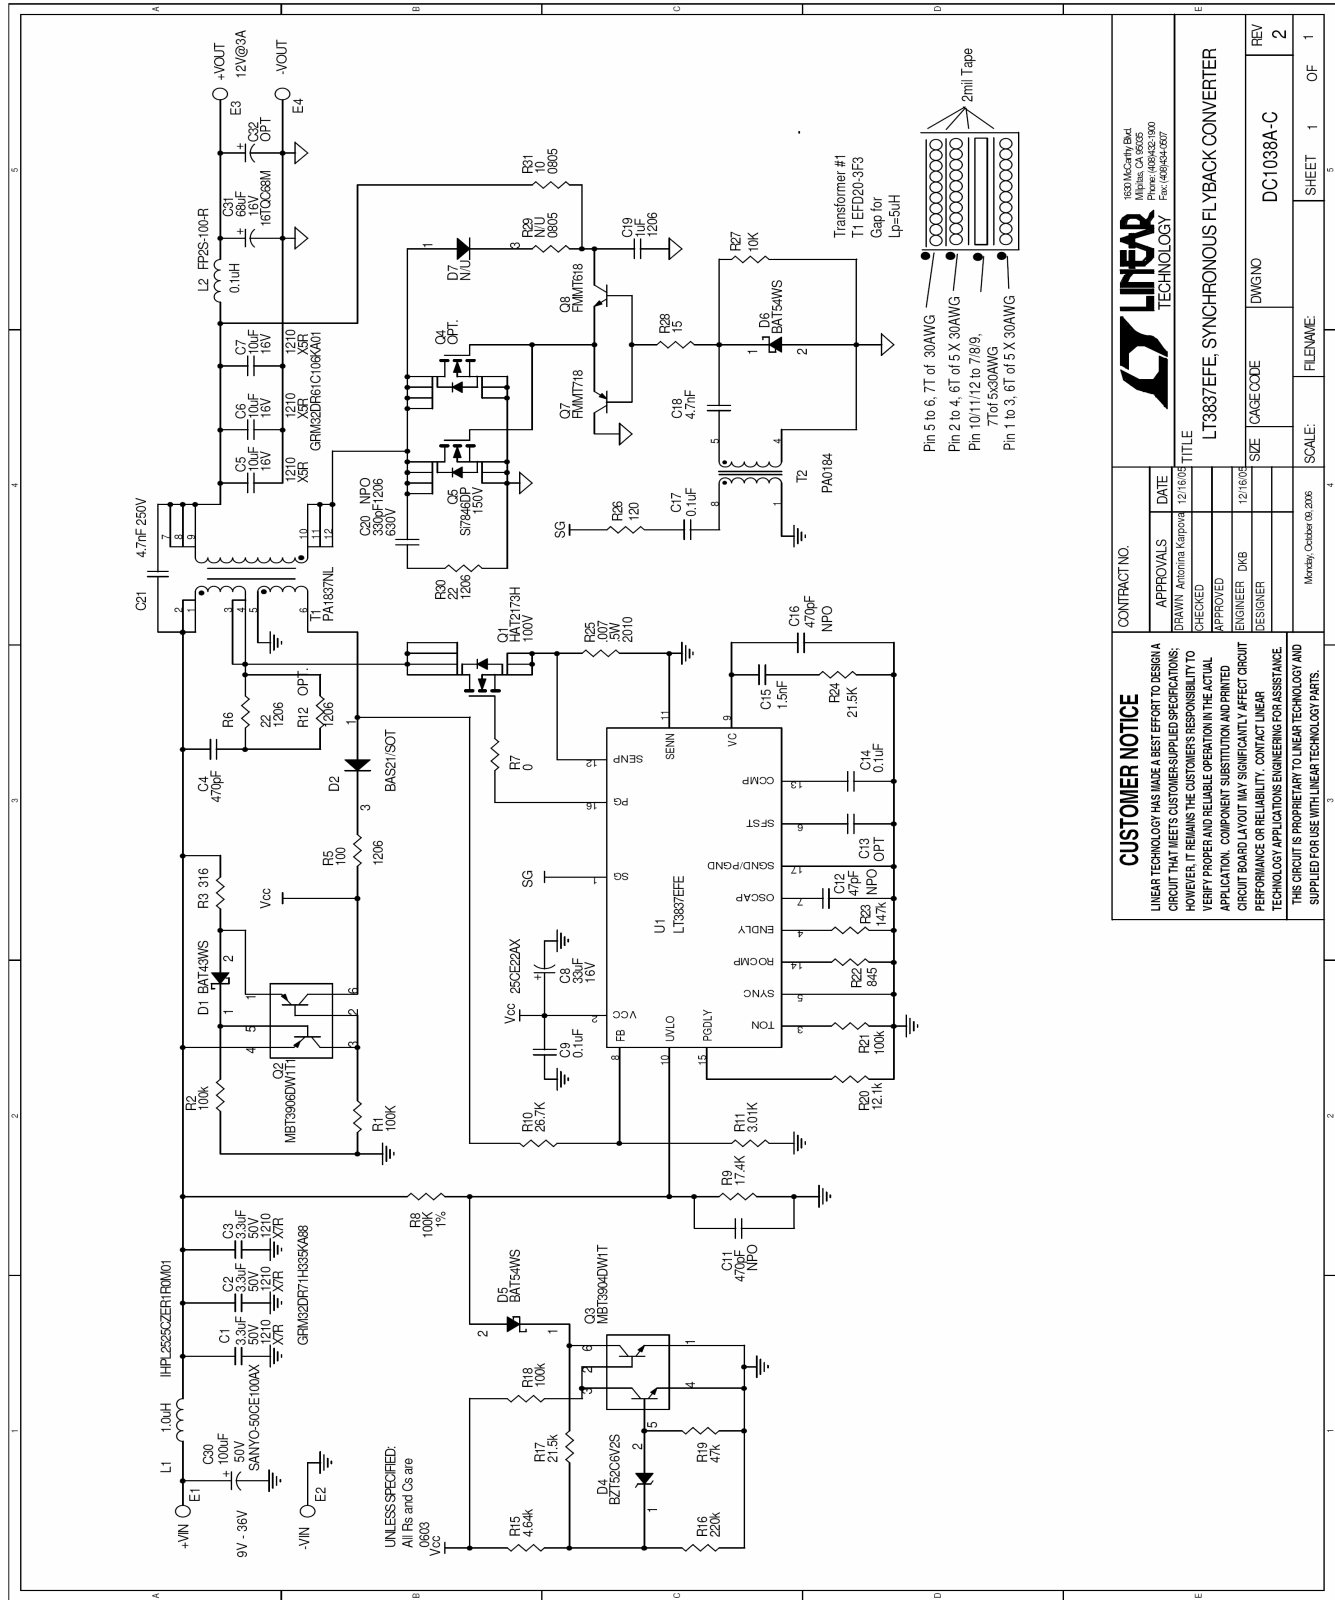 +VIN
E1
9V - 36V
-VIN
E2
L1
1.0uH
IHPL2525CZER1R0M01
C30
100uF
50V
SANYO-50CE100AX
C1
3.3uF
50V
1210
X7R
C2
3.3uF
50V
1210
X7R
C3
3.3uF
50V
1210
X7R
GRM32DR71H335KA88
R2
100k
D1 BAT43WS
R3 316
Q2
MBT3906DW1T1
R1
100K
Vcc
R5
100
1206
D2
BAS21/SOT
C4
470pF
R6
22
1206
R12
OPT.
1206
C21
4.7nF 250V
T1
PA1837NL
C5
10uF
16V
1210
X5R
C6
10uF
16V
1210
X5R
C7
10uF
16V
1210
X5R
GRM32DR61C106KA01
L2 FP2S-100-R
0.1uH
C31
68uF
16V
16TQC68M
C32
OPT
+VOUT
12V@3A
E3
-VOUT
E4
UNLESS SPECIFIED:
All Rs and Cs are
0603
Vcc
R15
4.64k
R17
21.5k
R18
100k
D4
BZT52C6V2S
R16
220k
R19
47k
D5
BAT54WS
Q3
MBT3904DW1T
R8
100K
1%
C11
470pF
NPO
R9
17.4K
R10
26.7K
R11
3.01K
Vcc
25CE22AX
C9
0.1uF
C8
33uF
16V
SG
R7
0
Q1
HAT2173H
100V
R25
.007
.5W
2010
U1
LT3837EFE
FB
UVLO
PGDLY
VCC
SG
PG
SENP
SENN
VC
TON
SYNC
ROCMP
ENDLY
OSCAP
SGND/PGND
SFST
CCMP
R20
12.1k
R21
100k
R22
845
R23
147k
C12
47pF
NPO
C13
OPT
C14
0.1uF
C15
1.5nF
R24
21.5K
C16
470pF
NPO
C20 NPO
330pF1206
630V
R30
22
1206
Q5
Si7846DP
150V
Q4
OPT.
D7
N/U
R29
N/U
0805
R31
10
0805
Q7
FMMT718
Q8
FMMT618
C19
1uF
1206
R28
15
SG
R26
120
C17
0.1uF
T2
PA0184
C18
4.7nF
D6
BAT54WS
R27
10K
Transformer #1
T1 EFD20-3F3
Gap for
Lp=5uH
2mil Tape
Pin 5 to 6, 7T of 30AWG
Pin 2 to 4, 6T of 5 X 30AWG
Pin 10/11/12 to 7/8/9,
7Tof 5x30AWG
Pin 1 to 3, 6T of 5 X 30AWG
CUSTOMER NOTICE
LINEAR TECHNOLOGY HAS MADE A BEST EFFORT TO DESIGN A
CIRCUIT THAT MEETS CUSTOMER-SUPPLIED SPECIFICATIONS;
HOWEVER, IT REMAINS THE CUSTOMER'S RESPONSIBILITY TO
VERIFY PROPER AND RELIABLE OPERATION IN THE ACTUAL
APPLICATION. COMPONENT SUBSTITUTION AND PRINTED
CIRCUIT BOARD LAYOUT MAY SIGNIFICANTLY AFFECT CIRCUIT
PERFORMANCE OR RELIABILITY. CONTACT LINEAR
TECHNOLOGY APPLICATIONS ENGINEERING FOR ASSISTANCE.
THIS CIRCUIT IS PROPRIETARY TO LINEAR TECHNOLOGY AND
SUPPLIED FOR USE WITH LINEAR TECHNOLOGY PARTS.
CONTRACT NO.
APPROVALS DATE
DRAWN Antonina Karpova 12/16/05
CHECKED
APPROVED
ENGINEER DKB 12/16/05
DESIGNER
Monday, October 09, 2006
LINEAR
TECHNOLOGY
1630 McCarthy Blvd.
Milpitas, CA 95035
Phone: (408)432-1900
Fax: (408)434-0507
TITLE
LT3837EFE, SYNCHRONOUS FLYBACK CONVERTER
SIZE
CAGE CODE
DWG NO
DC1038A-C
REV
2
SCALE:
FILENAME:
SHEET 1 OF 1